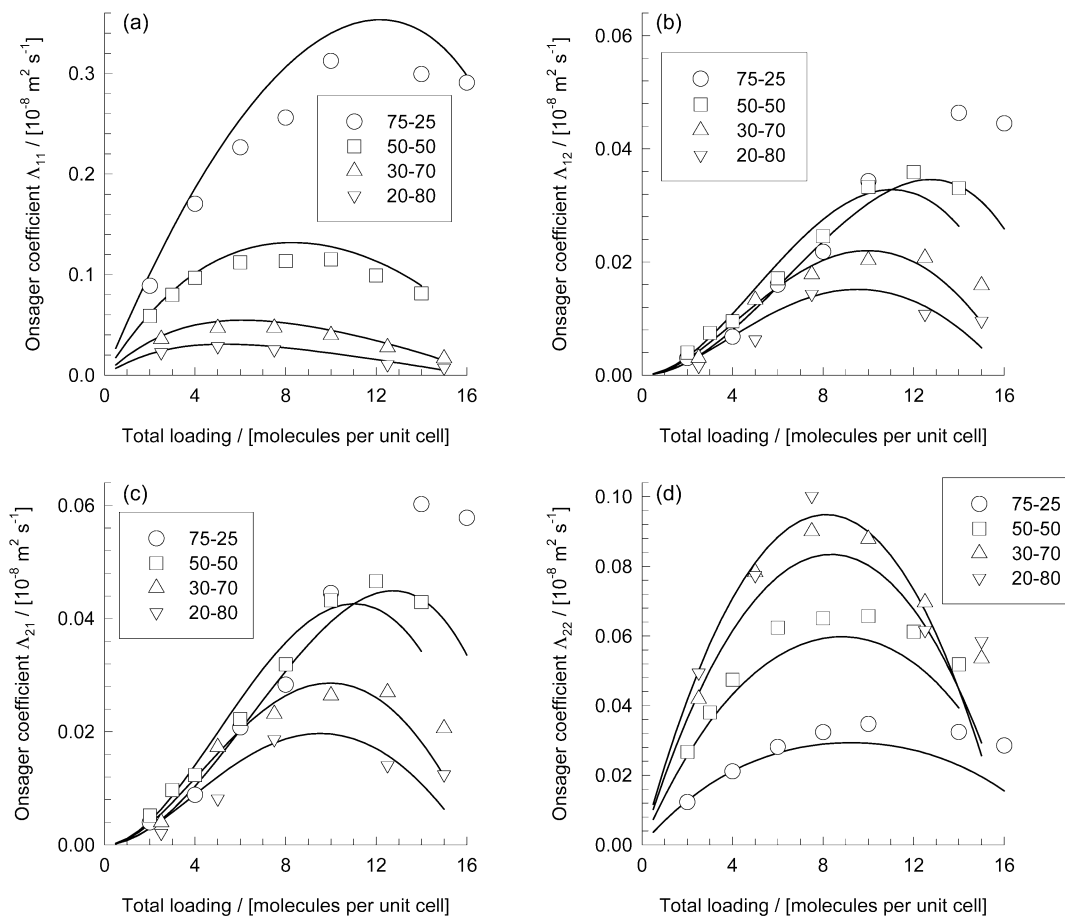 (a)
Onsager coefficient Λ11 / [10-8 m2 s-1]
0.3
0.2
0.1
0.0
75-25
50-50
30-70
20-80
0 4 8 12 16
Total loading / [molecules per unit cell]
(b)
Onsager coefficient Λ12 / [10-8 m2 s-1]
0.06
0.04
0.02
0.00
75-25
50-50
30-70
20-80
0 4 8 12 16
Total loading / [molecules per unit cell]
(c)
Onsager coefficient Λ21 / [10-8 m2 s-1]
0.06
0.04
0.02
0.00
75-25
50-50
30-70
20-80
0 4 8 12 16
Total loading / [molecules per unit cell]
(d)
Onsager coefficient Λ22 / [10-8 m2 s-1]
0.10
0.08
0.06
0.04
0.02
0.00
75-25
50-50
30-70
20-80
0 4 8 12 16
Total loading / [molecules per unit cell]